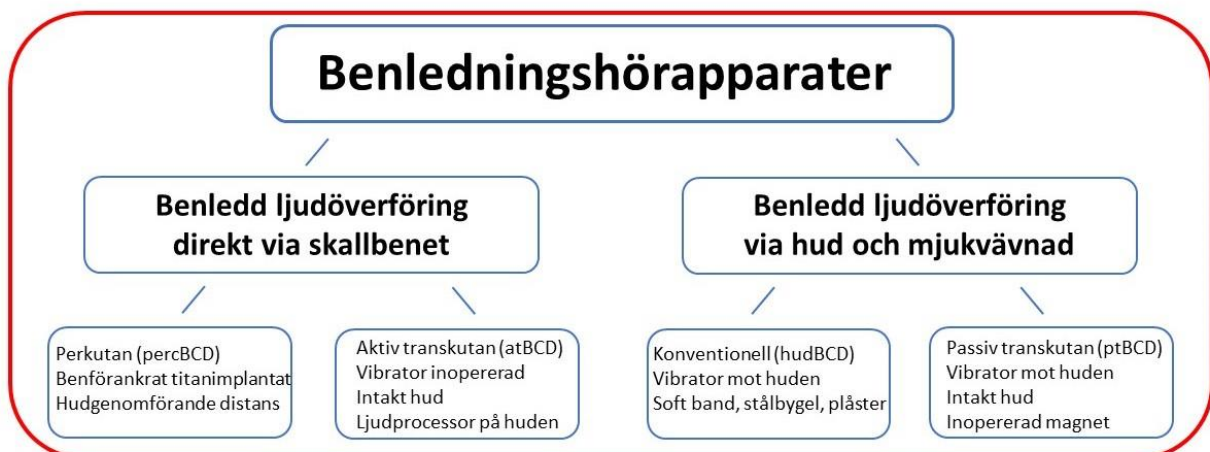 Benledningshörapparater
Benledd ljudöverföring
direkt via skallbenet
Benledd ljudöverföring
via hud och mjukvävnad
Perkutan (percBCD)
Benförankrat titanimplantat
Hudgenomförande distans
Aktiv transkutan (atBCD)
Vibrator inopererad
Intakt hud
Ljudprocessor på huden
Konventionell (hudBCD)
Vibrator mot huden
Soft band, stålbygel, plåster
Passiv transkutan (ptBCD)
Vibrator mot huden
Intakt hud
Inopererad magnet